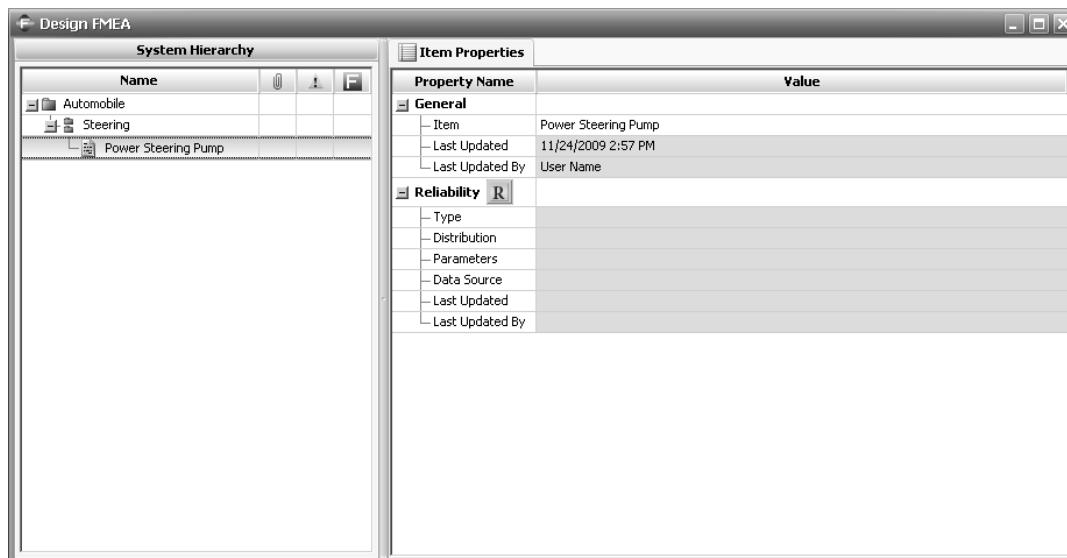 Design FMEA
System Hierarchy
Name
Automobile
Steering
Power Steering Pump
Item Properties
Property Name Value
General
Item Power Steering Pump
Last Updated 11/24/2009 2:57 PM
Last Updated By User Name
Reliability R
Type
Distribution
Parameters
Data Source
Last Updated
Last Updated By